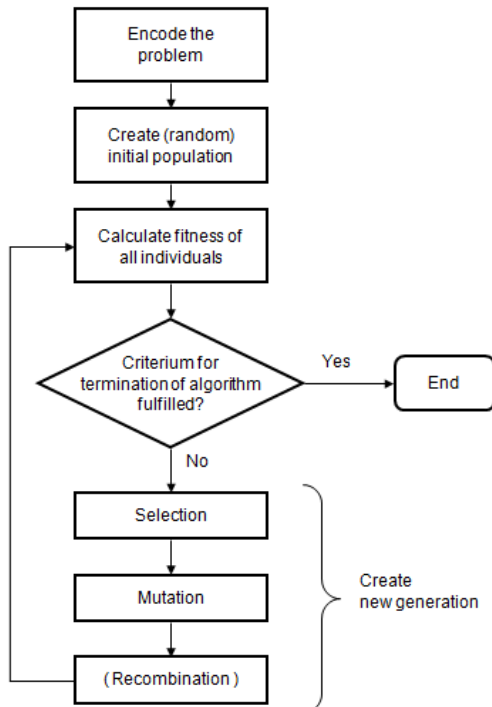 Encode the
problem
Create (random)
initial population
Calculate fitness of
all individuals
Criterium for
termination of algorithm
fulfilled?
Yes
End
No
Selection
Mutation
( Recombination )
Create
new generation